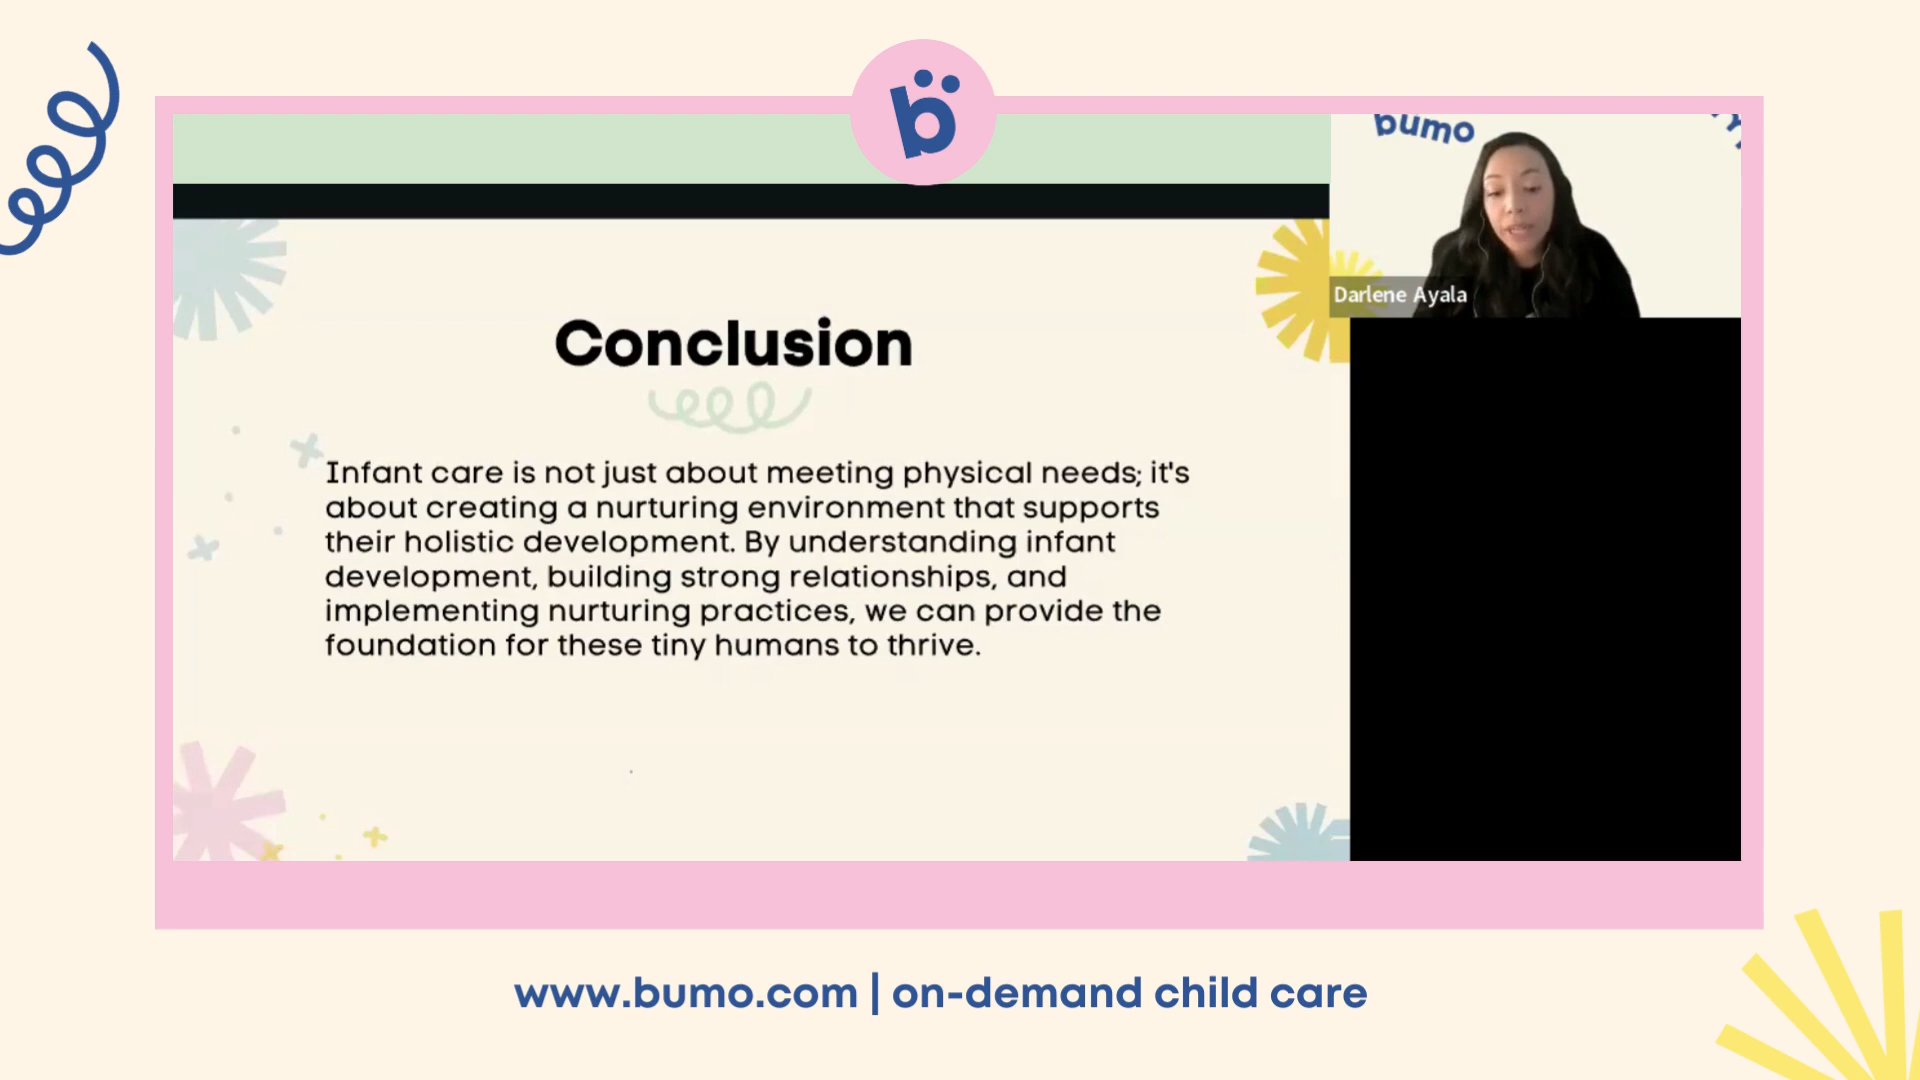 b
bumo
Darlene Ayala
Conclusion
Infant care is not just about meeting physical needs; it's
about creating a nurturing environment that supports
their holistic development. By understanding infant
development, building strong relationships, and
implementing nurturing practices, we can provide the
foundation for these tiny humans to thrive.
www.bumo.com | on-demand child care